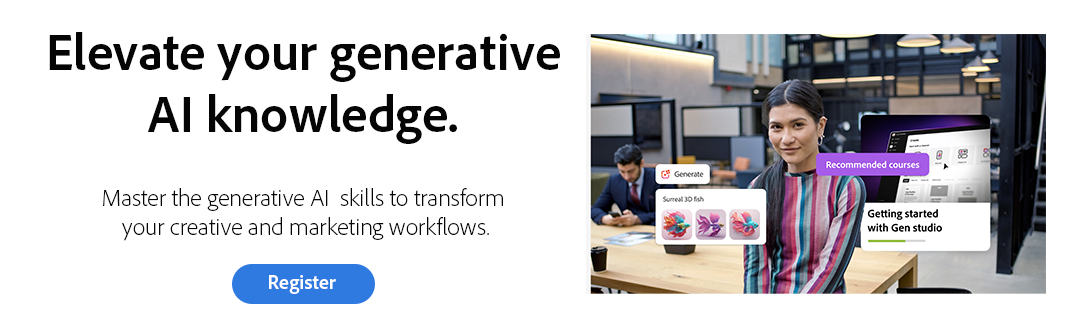 Elevate your generative
AI knowledge.
Master the generative AI  skills to transform
your creative and marketing workflows.
Register
Generate
Surreal 3D fish
Recommended courses
Getting started
with Gen studio